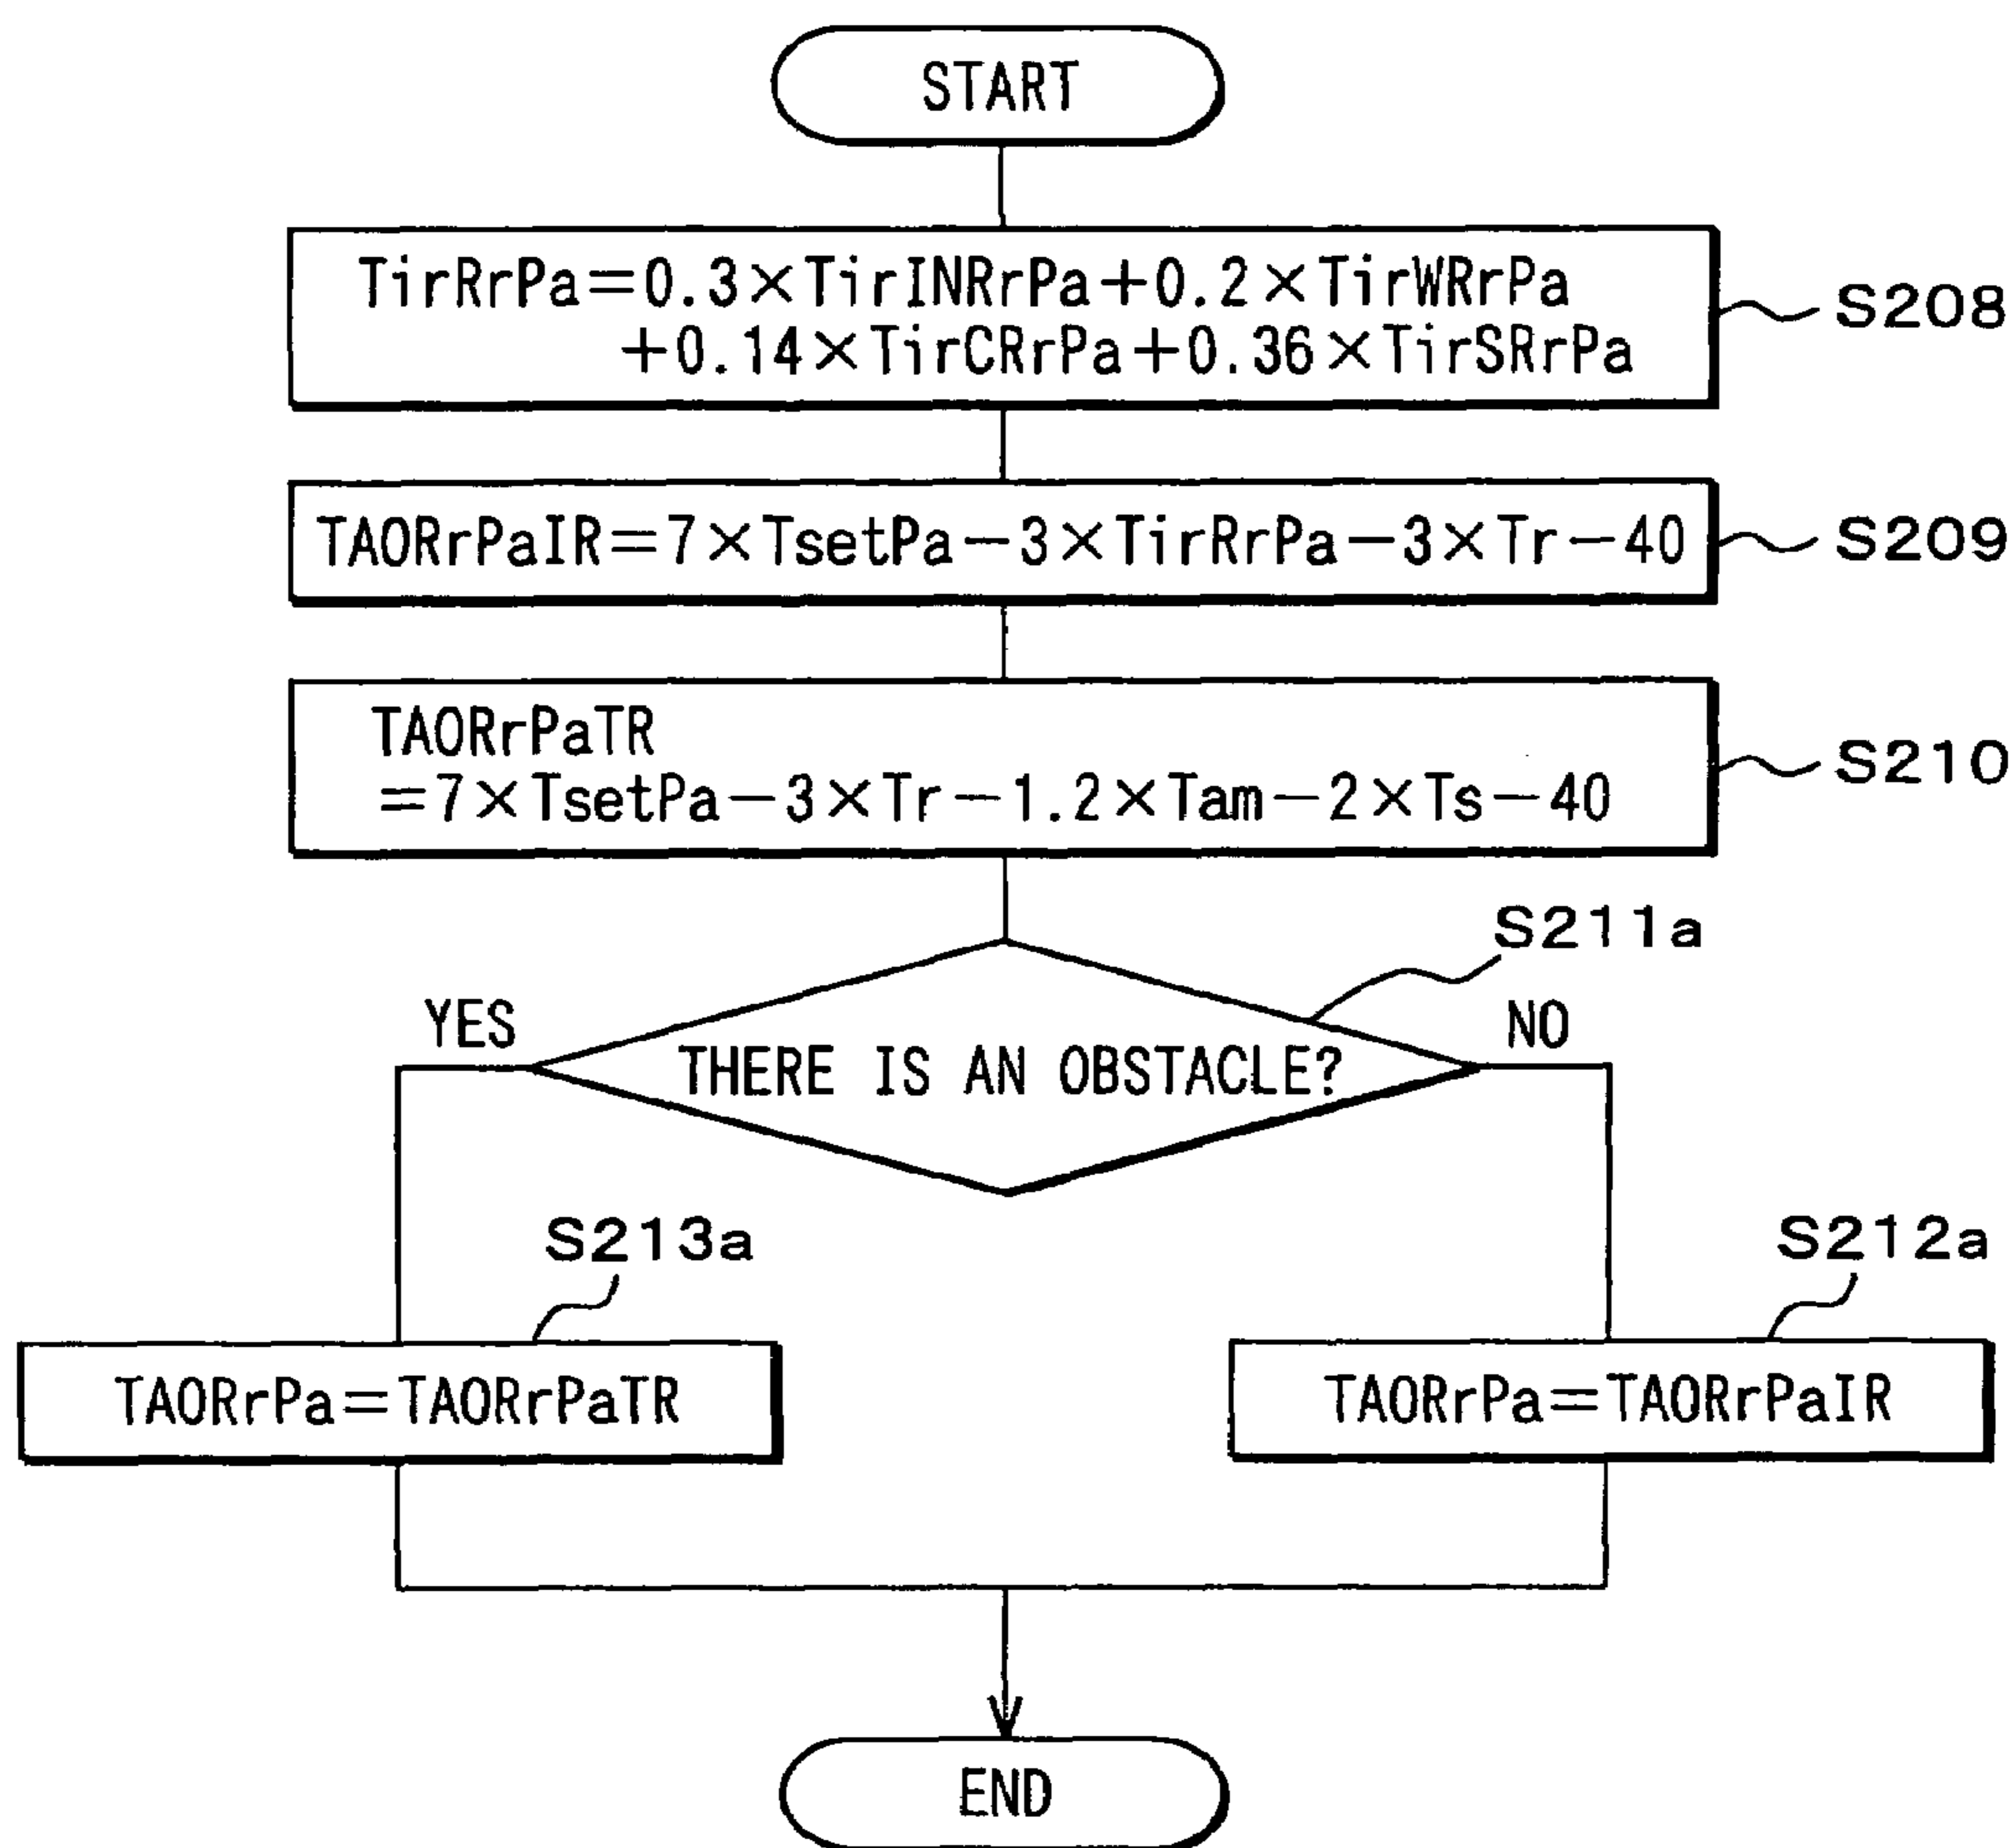 START
TirRrPa=0.3×TirINRrPa+0.2×TirWRrPa
+0.14×TirCRrPa+0.36×TirSRrPa
S208
TAORrPaIR=7×TsetPa-3×TirRrPa-3×Tr-40
S209
TAORrPaTR
=7×TsetPa-3×Tr-1.2×Tam-2×Ts-40
S210
S211a
YES
NO
THERE IS AN OBSTACLE?
S213a
S212a
TAORrPa=TAORrPaTR
TAORrPa=TAORrPaIR
END